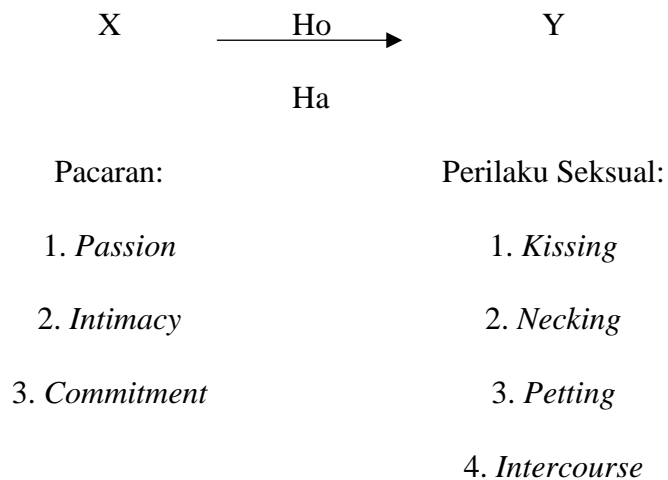 X Ho Y
Ha
Pacaran: Perilaku Seksual:
1. Passion 1. Kissing
2. Intimacy 2. Necking
3. Commitment 3. Petting
4. Intercourse